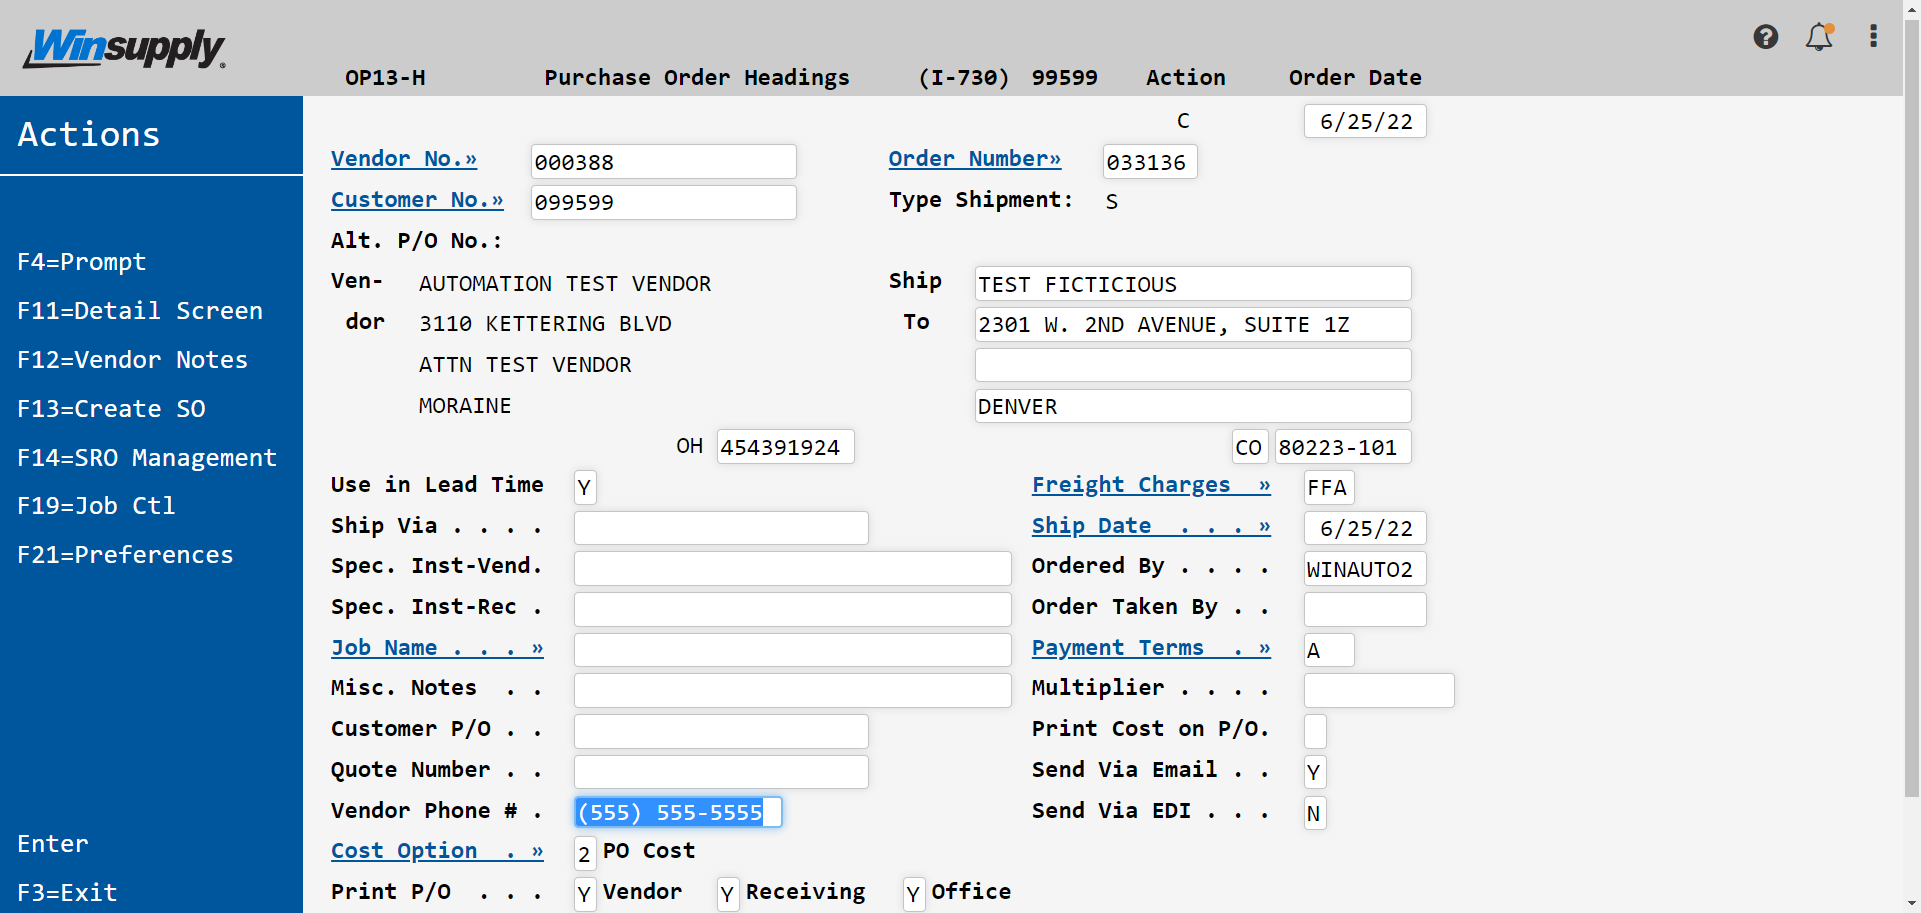 Winsupply®
OP13-H Purchase Order Headings (I-730) 99599 Action Order Date
C 6/25/22
Actions
F4=Prompt
F11=Detail Screen
F12=Vendor Notes
F13=Create SO
F14=SRO Management
F19=Job Ctl
F21=Preferences
Enter
F3=Exit
Vendor No.» 000388 Order Number» 033136
Customer No.» 099599 Type Shipment: S
Alt. P/O No.:
Ven- AUTOMATION TEST VENDOR Ship TEST FICTICIOUS
dor 3110 KETTERING BLVD To 2301 W. 2ND AVENUE, SUITE 1Z
ATTN TEST VENDOR
MORAINE DENVER
OH 454391924 CO 80223-101
Use in Lead Time Y Freight Charges » FFA
Ship Via . . . . Ship Date . . . » 6/25/22
Spec. Inst-Vend. Ordered By . . . . WINAUTO2
Spec. Inst-Rec . Order Taken By . .
Job Name . . . » Payment Terms . » A
Misc. Notes . . Multiplier . . . .
Customer P/O . . Print Cost on P/O.
Quote Number . . Send Via Email . . Y
Vendor Phone # . (555) 555-5555 Send Via EDI . . . N
Cost Option . » 2 PO Cost
Print P/O . . . Y Vendor Y Receiving Y Office